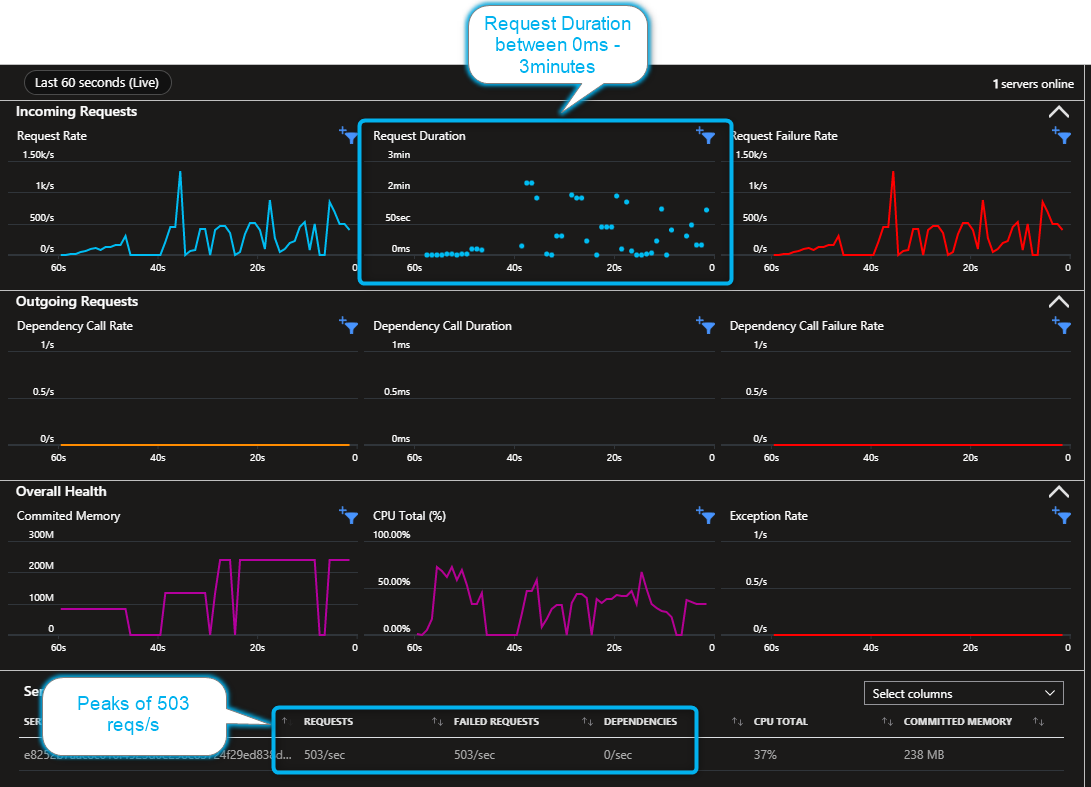 Request Duration
between 0ms -
3minutes
Last 60 seconds (Live)
1 servers online
Incoming Requests
Request Rate
1.50k/s
1k/s
500/s
0/s
60s 40s 20s 0
Request Duration
3min
2min
50sec
0ms
60s 40s 20s 0
Request Failure Rate
1.50k/s
1k/s
500/s
0/s
60s 40s 20s 0
Outgoing Requests
Dependency Call Rate
1/s
0.5/s
0/s
60s 40s 20s 0
Dependency Call Duration
1ms
0.5ms
0ms
60s 40s 20s 0
Dependency Call Failure Rate
1/s
0.5/s
0/s
60s 40s 20s 0
Overall Health
Commited Memory
300M
200M
100M
0
60s 40s 20s 0
CPU Total (%)
100.00%
50.00%
0.00%
60s 40s 20s 0
Exception Rate
1/s
0.5/s
0/s
60s 40s 20s 0
Select columns
Peaks of 503
reqs/s
REQUESTS FAILED REQUESTS DEPENDENCIES CPU TOTAL COMMITTED MEMORY
503/sec 503/sec 0/sec 37% 238 MB